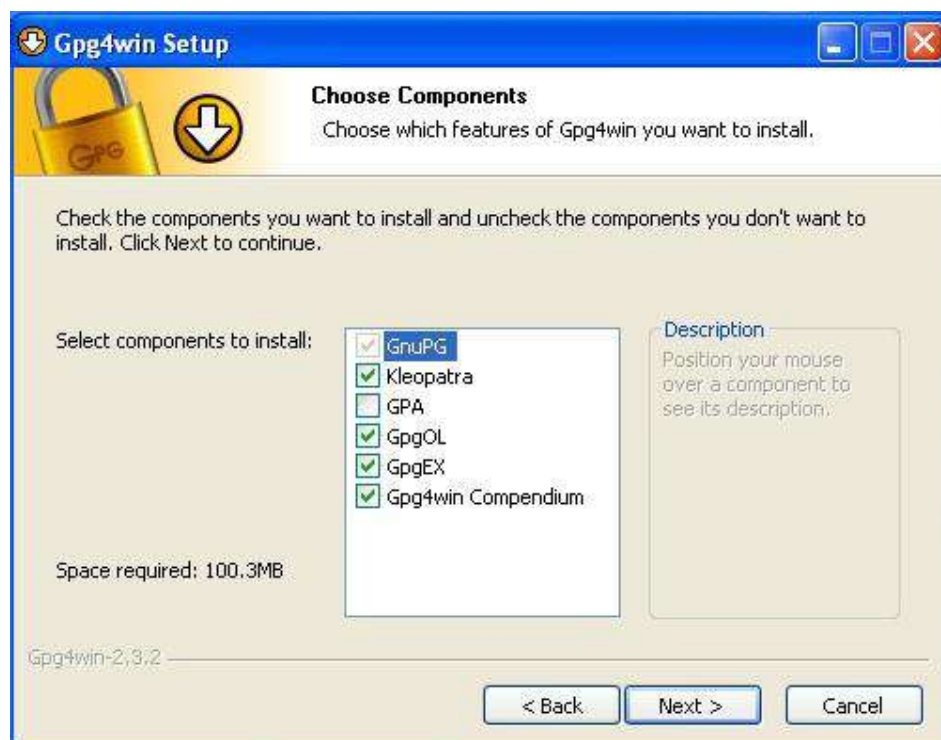 Gpg4win Setup
GPG
Choose Components
Choose which features of Gpg4win you want to install.
Check the components you want to install and uncheck the components you don't want to
install. Click Next to continue.
Select components to install:
GnuPG
Kleopatra
GPA
GpgOL
GpgEX
Gpg4win Compendium
Description
Position your mouse
over a component to
see its description.
Space required: 100.3MB
Gpg4win-2.3.2
< Back
Next >
Cancel